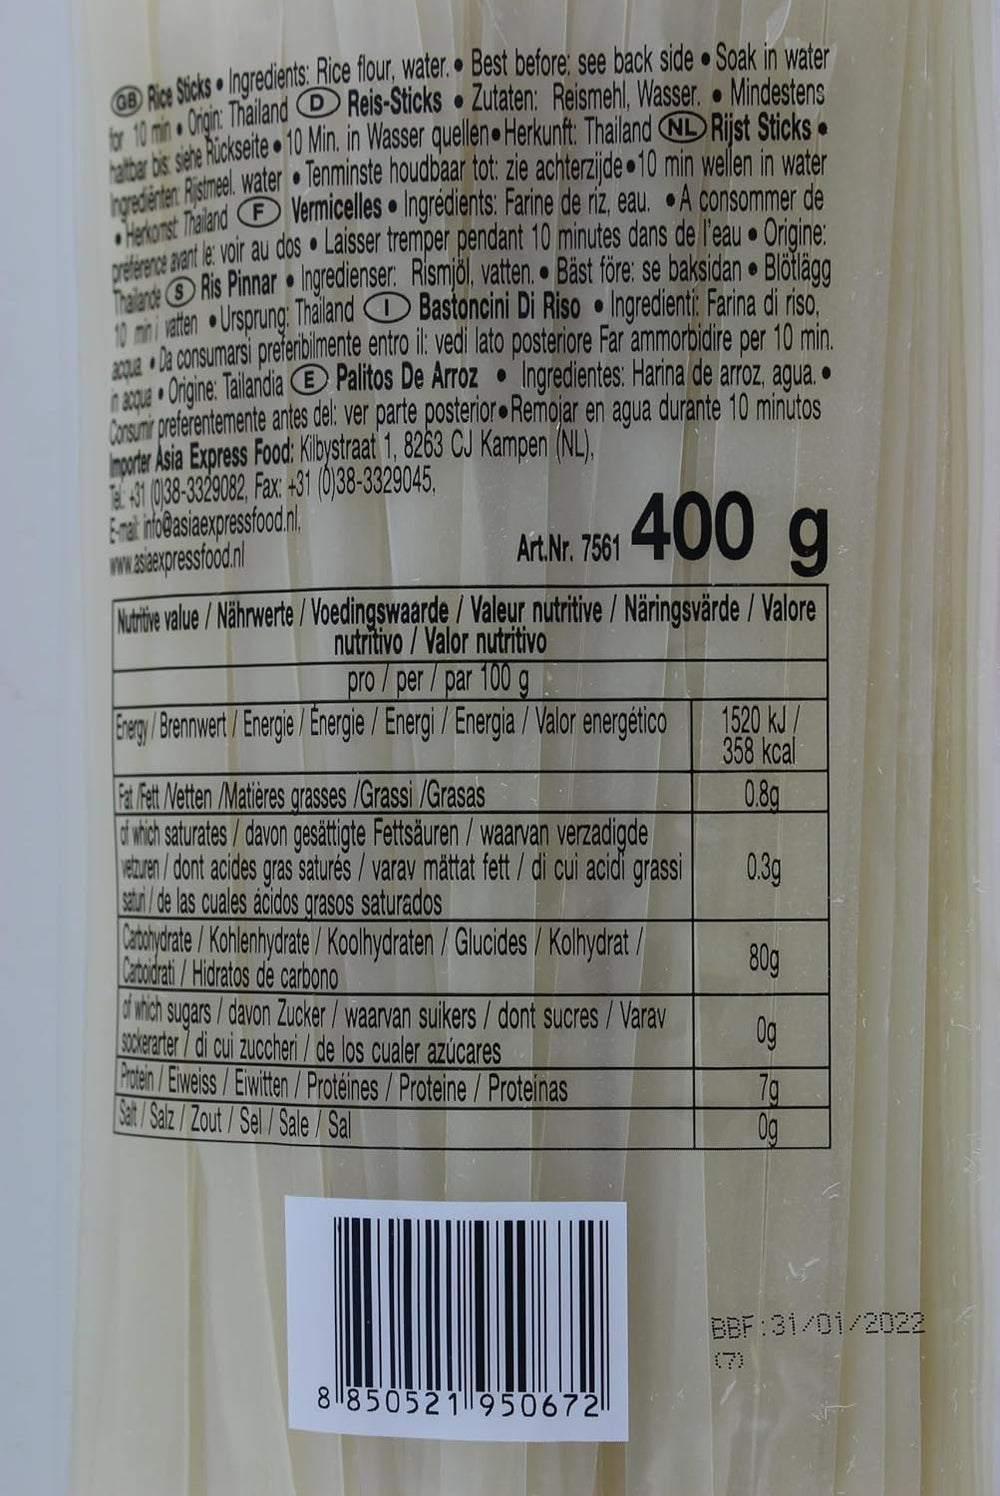 GB Rice Sticks • Ingredients: Rice flour, water. • Best before: see back side • Soak in water
for 10 min • Origin: Thailand D Reis-Sticks • Zutaten: Reismehl, Wasser. • Mindestens
haltbar bis: siehe Rückseite • 10 Min. in Wasser quellen • Herkunft: Thailand NL Rijst Sticks •
Ingrediënten: Rijstmeel. water • Tenminste houdbaar tot: zie achterzijde • 10 min wellen in water
• Herkomst: Thailand F Vermicelles • Ingrédients: Farine de riz, eau. • A consommer de
préférence avant le: voir au dos • Laisser tremper pendant 10 minutes dans de l'eau • Origine:
Thailande S Ris Pinnar • Ingredienser: Rismjöl, vatten. • Bäst före: se baksidan • Blötlägg
10 min i vatten • Ursprung: Thailand I Bastoncini Di Riso • Ingredienti: Farina di riso,
acqua. • Da consumarsi preferibilmente entro il: vedi lato posteriore Far ammorbidire per 10 min.
in acqua • Origine: Tailandia E Palitos De Arroz • Ingredientes: Harina de arroz, agua. •
Consumir preferentemente antes del: ver parte posterior • Remojar en agua durante 10 minutos
Importer Asia Express Food: Kilbystraat 1, 8263 CJ Kampen (NL),
Tel. +31 (0)38-3329082, Fax: +31 (0)38-3329045,
E-mail: info@asiaexpressfood.nl,
www.asiaexpressfood.nl
Art.Nr. 7561 400 g
Nutritive value / Nährwerte / Voedingswaarde / Valeur nutritive / Näringsvärde / Valore
nutritivo / Valor nutritivo
pro / per / par 100 g
Energy / Brennwert / Energie / Énergie / Energi / Energia / Valor energético 1520 kJ /
358 kcal
Fat /Fett /Vetten /Matières grasses /Grassi /Grasas 0.8g
of which saturates / davon gesättigte Fettsäuren / waarvan verzadigde
vetzuren / dont acides gras saturés / varav mättat fett / di cui acidi grassi 0.3g
saturi / de las cuales ácidos grasos saturados
Carbohydrate / Kohlenhydrate / Koolhydraten / Glucides / Kolhydrat /
Carboidrati / Hidratos de carbono 80g
of which sugars / davon Zucker / waarvan suikers / dont sucres / Varav
sockerarter / di cui zuccheri / de los cualer azúcares 0g
Protein / Eiweiss / Eiwitten / Protéines / Proteine / Proteínas 7g
Salt / Salz / Zout / Sel / Sale / Sal 0g
BBF:31/01/2022
(7)
8 850521 950672